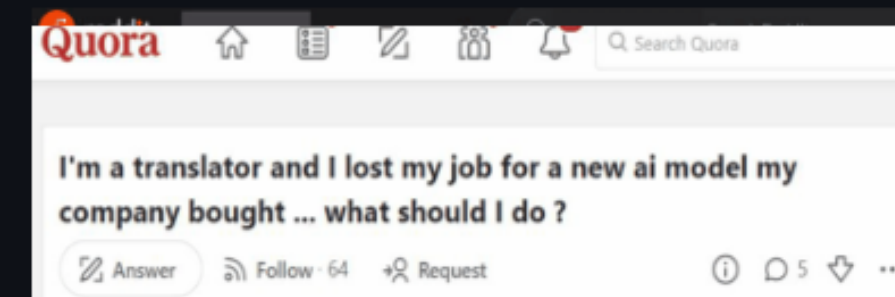 Quora
Search Quora
I'm a translator and I lost my job for a new ai model my
company bought ... what should I do ?
Answer
Follow · 64
Request
5